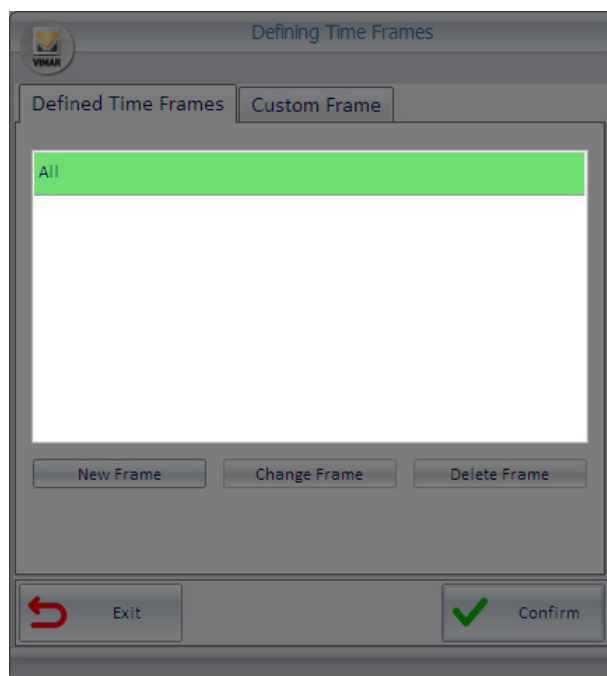 Defining Time Frames
VIMAR
Defined Time Frames Custom Frame
All
New Frame Change Frame Delete Frame
Exit Confirm